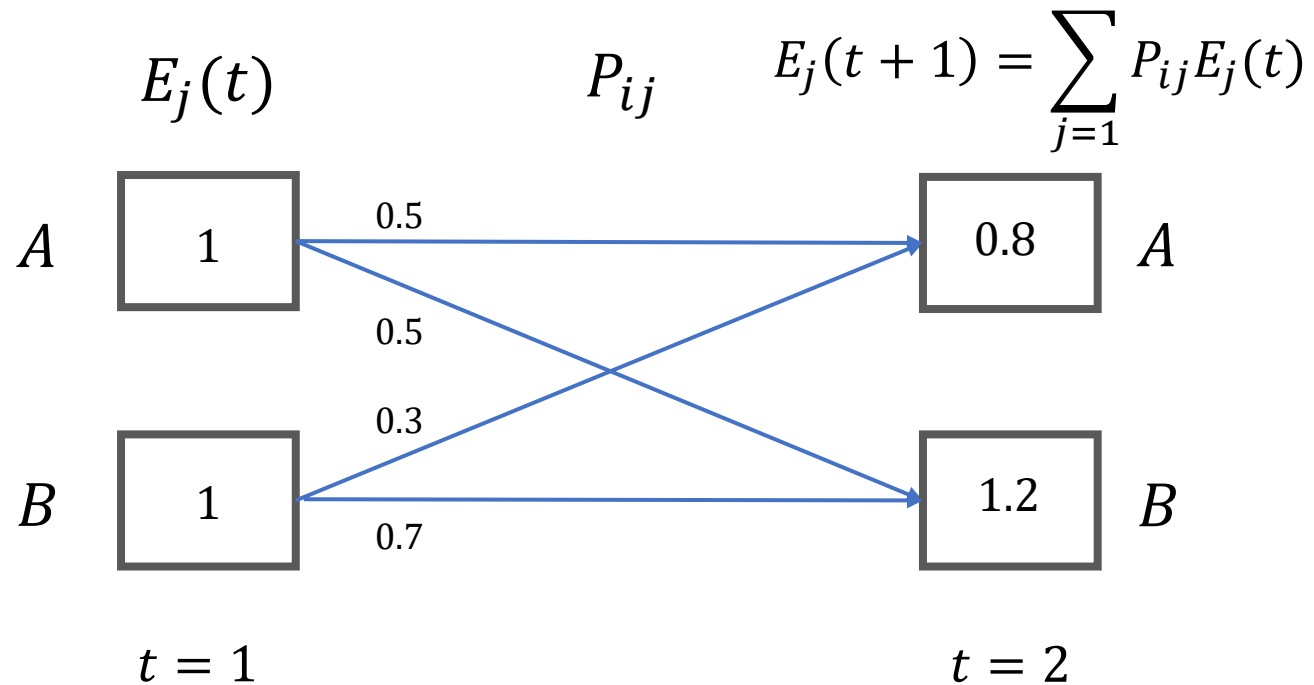 E_j(t) P_ij E_j(t + 1) = ∑_{j=1} P_ij E_j(t)
A 1 0.5 0.8 A
0.5
0.3
B 1 1.2 B
0.7
t = 1 t = 2